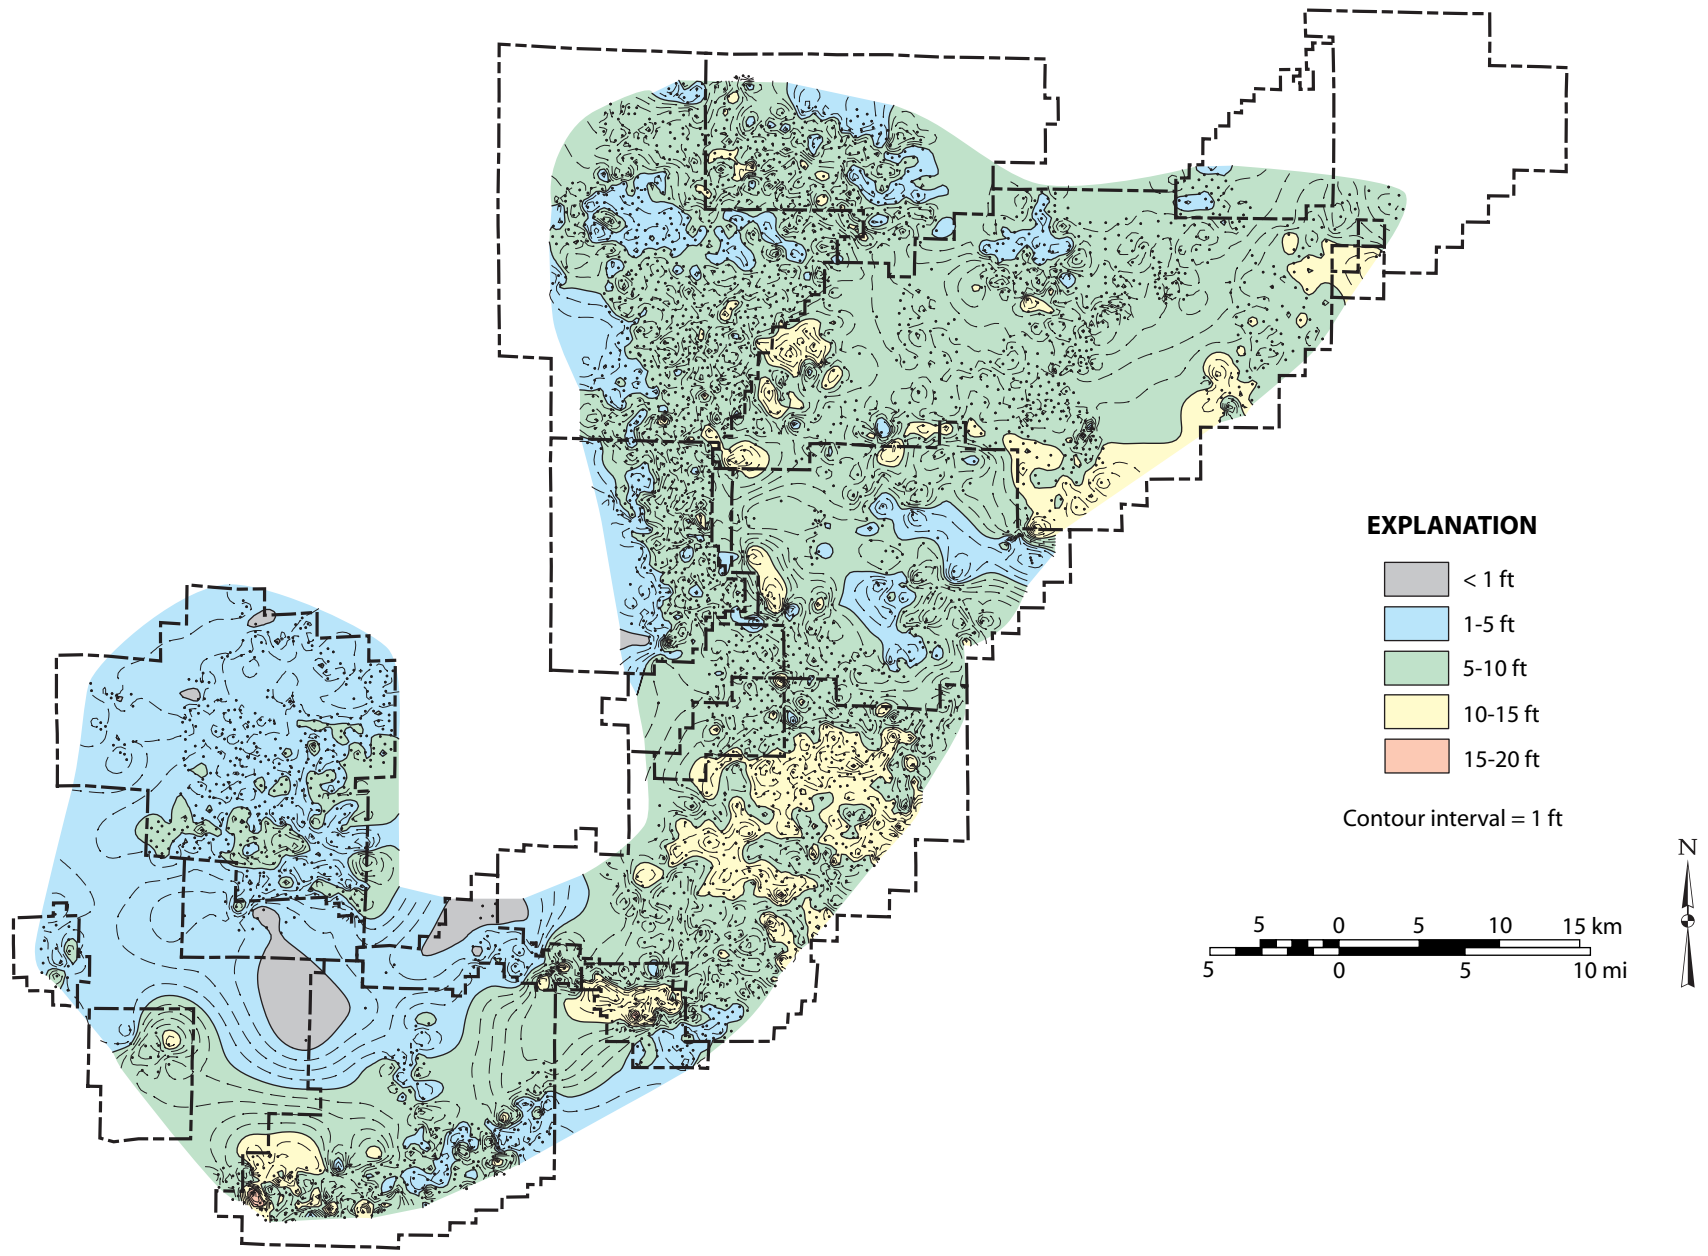 EXPLANATION
< 1 ft
1-5 ft
5-10 ft
10-15 ft
15-20 ft
Contour interval = 1 ft
N
5 0 5 10 15 km
5 0 5 10 mi